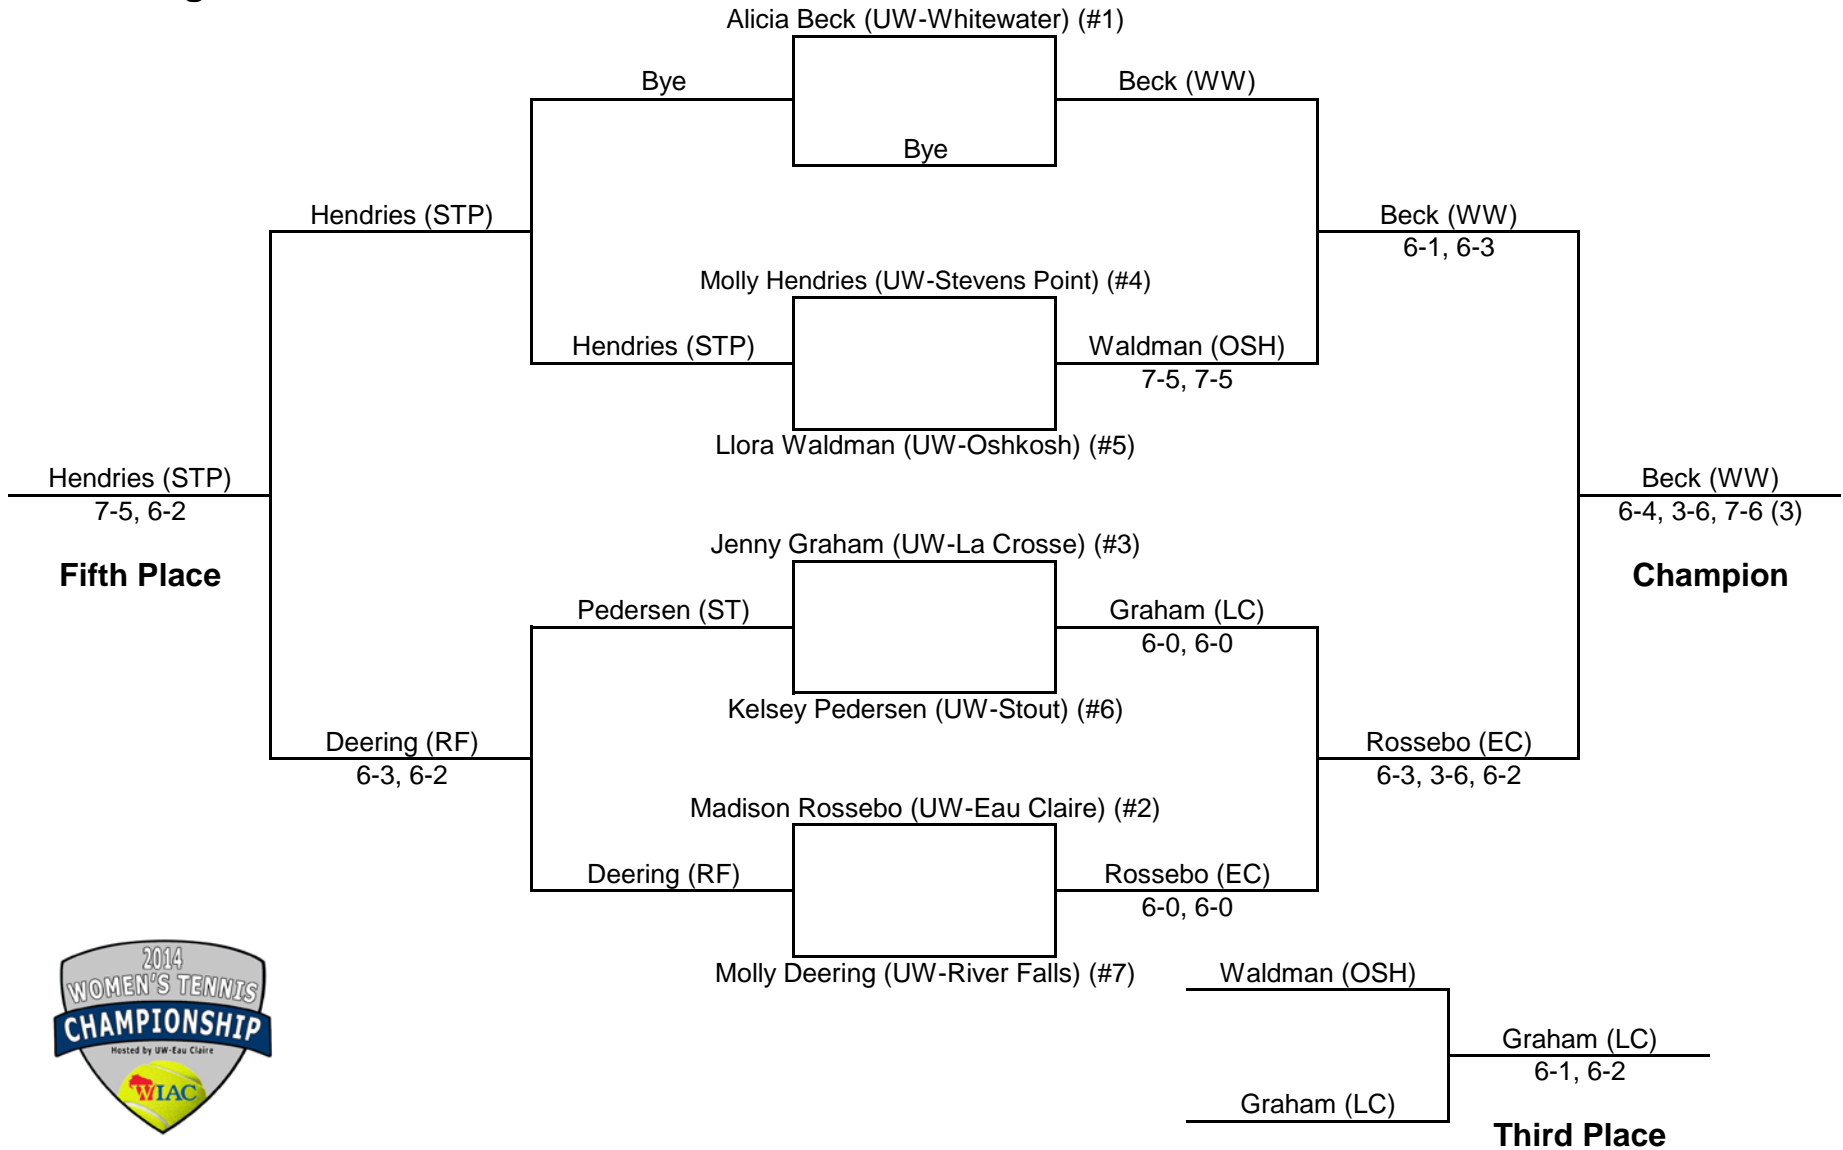 Alicia Beck (UW-Whitewater) (#1)
Bye
Beck (WW)
Bye
Hendries (STP)
Beck (WW)
6-1, 6-3
Molly Hendries (UW-Stevens Point) (#4)
Hendries (STP)
Waldman (OSH)
7-5, 7-5
Llora Waldman (UW-Oshkosh) (#5)
Hendries (STP)
7-5, 6-2
Beck (WW)
6-4, 3-6, 7-6 (3)
Jenny Graham (UW-La Crosse) (#3)
Fifth Place
Champion
Pedersen (ST)
Graham (LC)
6-0, 6-0
Kelsey Pedersen (UW-Stout) (#6)
Deering (RF)
6-3, 6-2
Rossebo (EC)
6-3, 3-6, 6-2
Madison Rossebo (UW-Eau Claire) (#2)
Deering (RF)
Rossebo (EC)
6-0, 6-0
Molly Deering (UW-River Falls) (#7)
Waldman (OSH)
Graham (LC)
6-1, 6-2
Graham (LC)
Third Place
2014
WOMEN'S TENNIS
CHAMPIONSHIP
Hosted by UW-Eau Claire
WIAC